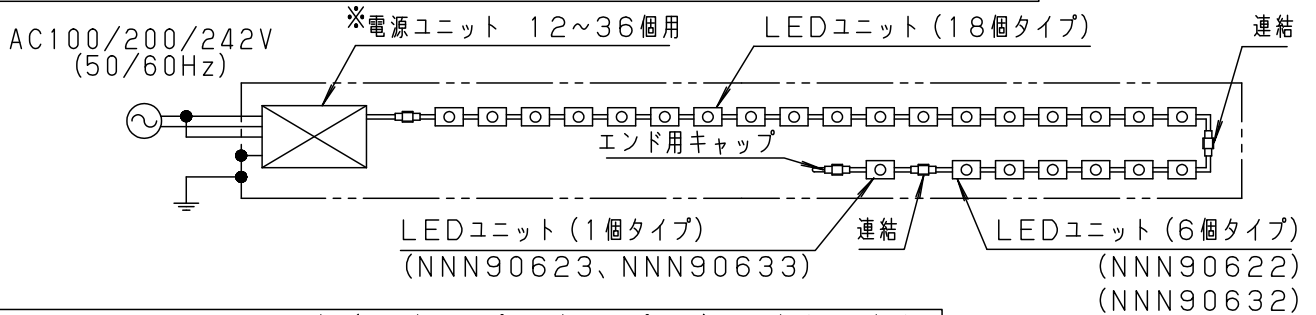 ※電源ユニット 12~36個用
LEDユニット(18個タイプ)
連結
AC100/200/242V
(50/60Hz)
エンド用キャップ
LEDユニット(1個タイプ)
(NNN90623、NNN90633)
連結
LEDユニット(6個タイプ)
(NNN90622)
(NNN90632)